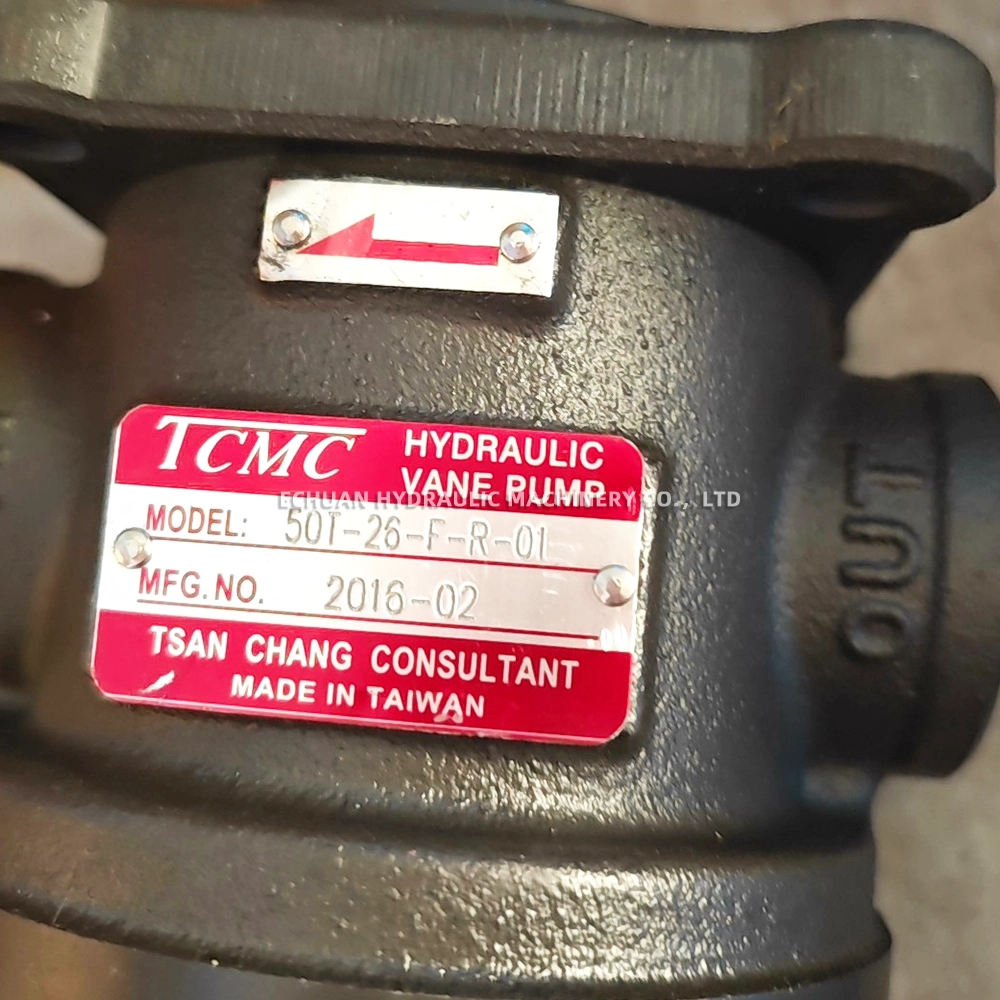 TCMC HYDRAULIC
VANE PUMP
ECHUAN HYDRAULIC MACHINERY CO., LTD
MODEL: 50T-26-F-R-01
MFG. NO. 2016-02
TSAN CHANG CONSULTANT
MADE IN TAIWAN
OUT